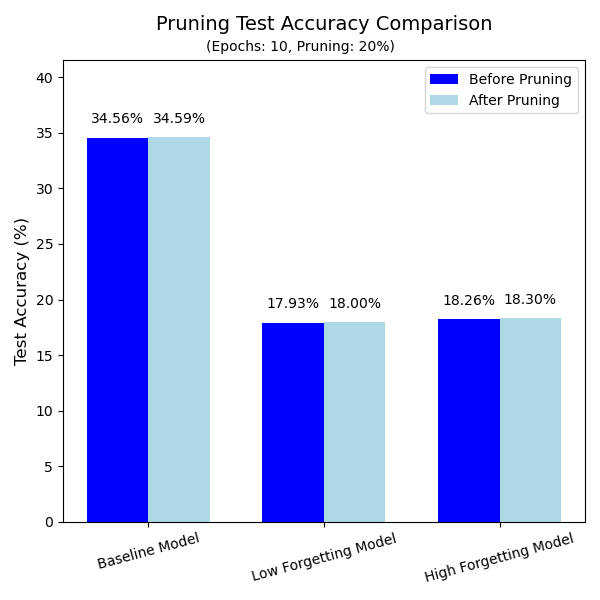 Pruning Test Accuracy Comparison
(Epochs: 10, Pruning: 20%)
Before Pruning
After Pruning
Test Accuracy (%)
40
35
30
25
20
15
10
5
0
34.56% 34.59%
17.93% 18.00%
18.26% 18.30%
Baseline Model
Low Forgetting Model
High Forgetting Model